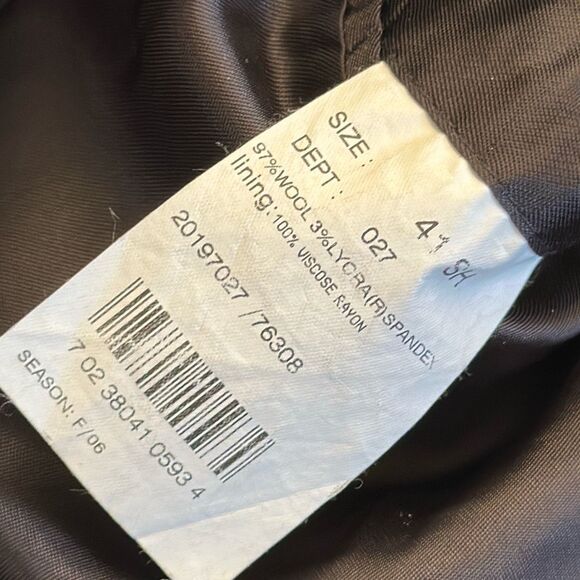 SIZE: 4 SH
DEPT: 027
97%WOOL 3%LYCRA(R)SPANDEX
lining: 100% VISCOSE RAYON
20197027 /76308
7 02 38041 0593 4
SEASON: F/06